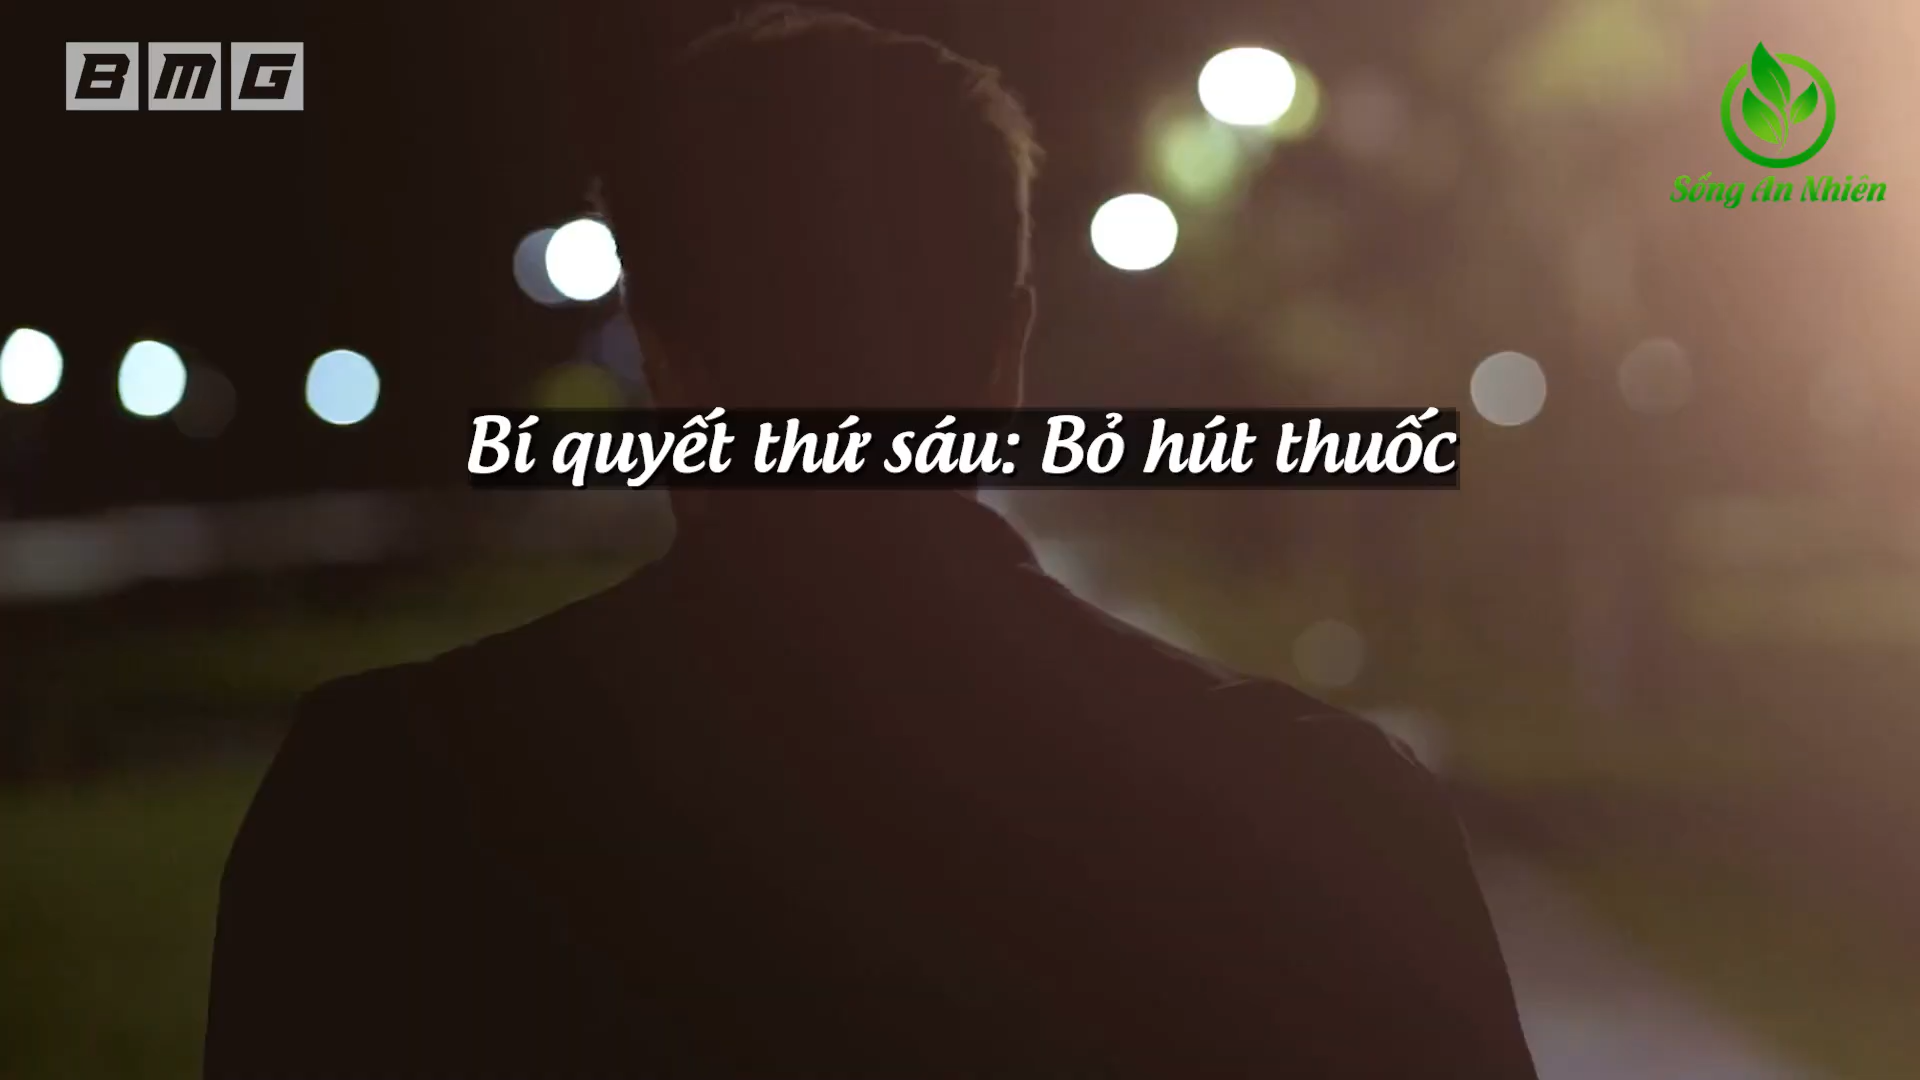 BMG
Sống An Nhiên
Bí quyết thứ sáu: Bỏ hút thuốc